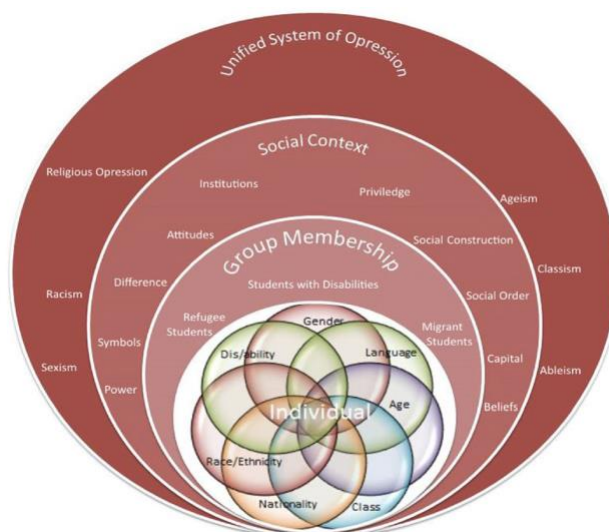 Unified System of Opression
Social Context
Religious Opression
Institutions
Priviledge
Ageism
Attitudes
Group Membership
Social Construction
Difference
Students with Disabilities
Classism
Racism
Social Order
Refugee
Students
Gender
Migrant
Students
Symbols
Dis/ability
Language
Capital
Sexism
Power
Ableism
Individual
Age
Beliefs
Race/Ethnicity
Nationality
Class